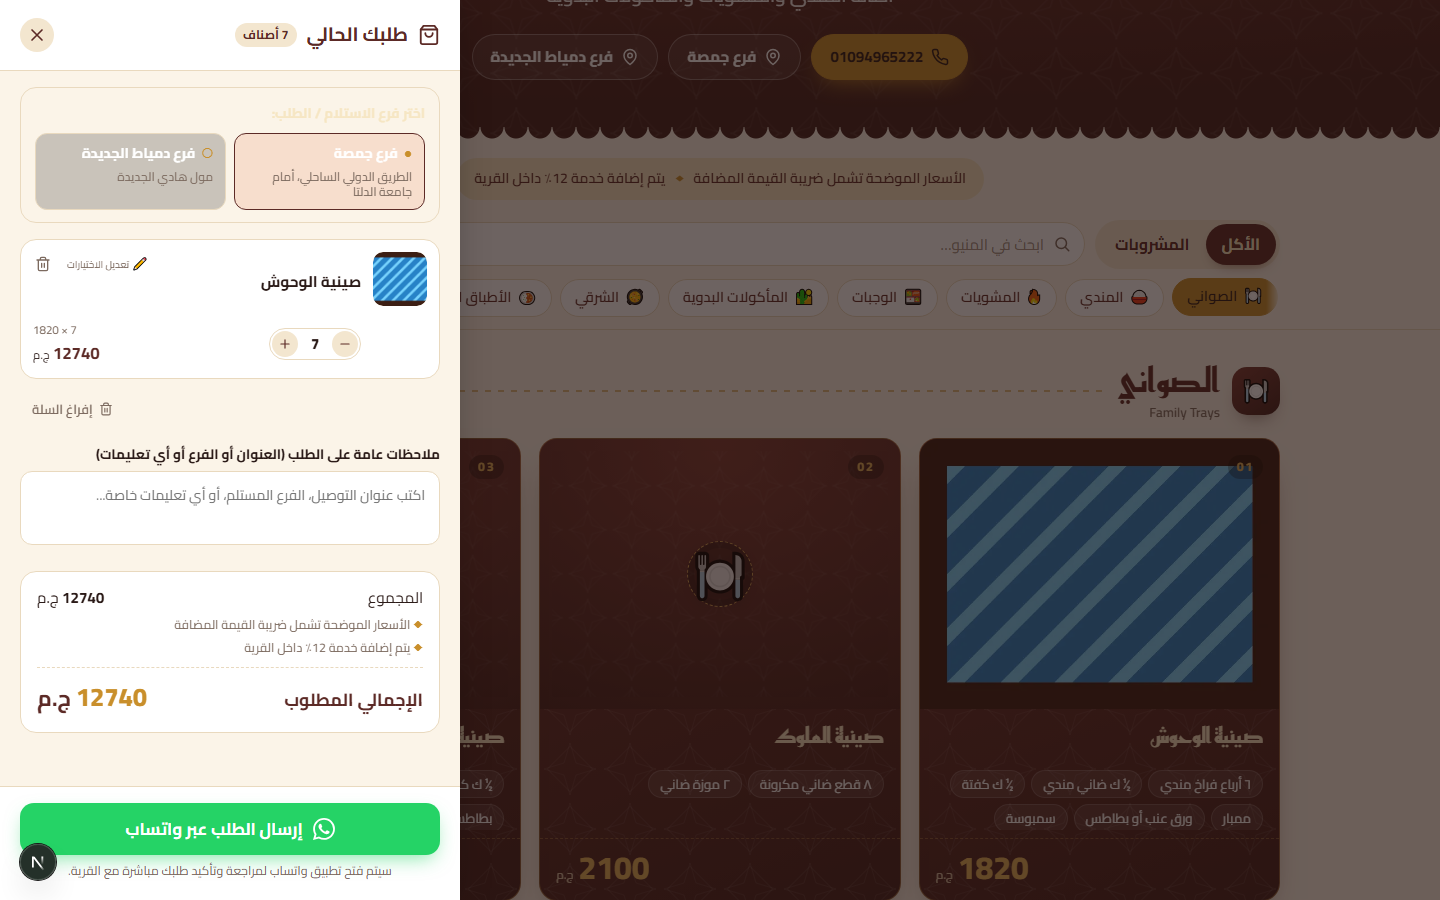 طلبك الحالي
7 أصناف
اختر فرع الاستلام / الطلب:
فرع جمصة
الطريق الدولي الساحلي، أمام
جامعة الدلتا
فرع دمياط الجديدة
مول هادي الجديدة
صينية الوحوش
تعديل الاختيارات
7
1820 × 7
12740 ج.م
إفراغ السلة
ملاحظات عامة على الطلب (العنوان أو الفرع أو أي تعليمات)
اكتب عنوان التوصيل، الفرع المستلم، أو أي تعليمات خاصة...
المجموع
12740 ج.م
الأسعار الموضحة تشمل ضريبة القيمة المضافة
يتم إضافة خدمة 12٪ داخل القرية
الإجمالي المطلوب
12740 ج.م
إرسال الطلب عبر واتساب
سيتم فتح تطبيق واتساب لمراجعة وتأكيد طلبك مباشرة مع القرية.
N
01094965222
فرع جمصة
فرع دمياط الجديدة
الأسعار الموضحة تشمل ضريبة القيمة المضافة
يتم إضافة خدمة 12٪ داخل القرية
الأكل
المشروبات
ابحث في المنيو...
الصواني
المندي
المشويات
الوجبات
المأكولات البدوية
الشرقي
الأطباق
الصواني
Family Trays
01
صينية الوحوش
٦ أرباع فراخ مندي
½ ك ضاني مندي
½ ك كفتة
ممبار
ورق عنب أو بطاطس
سمبوسة
1820 ج.م
02
صينية الملوك
٨ قطع ضاني مكرونة
٢ موزة ضاني
2100 ج.م
03